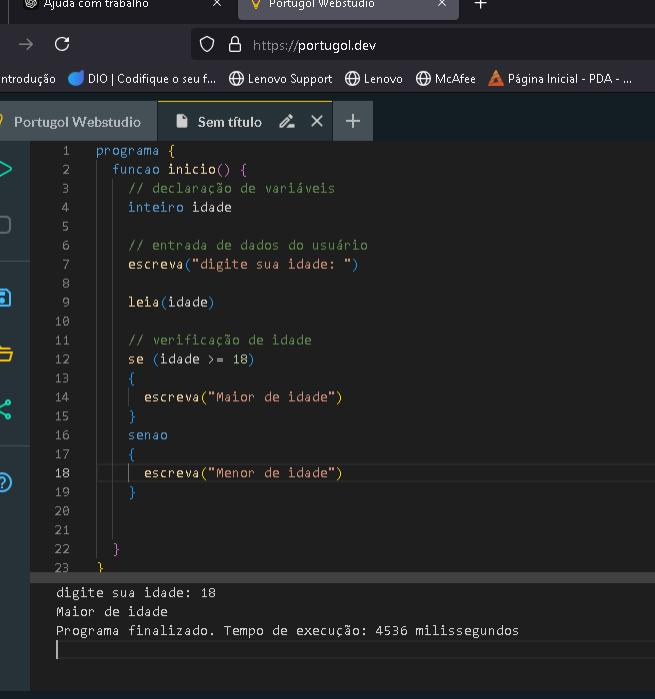 Ajuda com trabalho
Portugol Webstudio
https://portugol.dev
ntrodução DIO | Codifique o seu f... Lenovo Support Lenovo McAfee Página Inicial - PDA - ...
Portugol Webstudio Sem título
1 programa {
2 funcao inicio() {
3 // declaração de variáveis
4 inteiro idade
5
6 // entrada de dados do usuário
7 escreva("digite sua idade: ")
8
9 leia(idade)
10
11 // verificação de idade
12 se (idade >= 18)
13 {
14 escreva("Maior de idade")
15 }
16 senao
17 {
18 escreva("Menor de idade")
19 }
20
21
22 }
23 }
digite sua idade: 18
Maior de idade
Programa finalizado. Tempo de execução: 4536 milissegundos